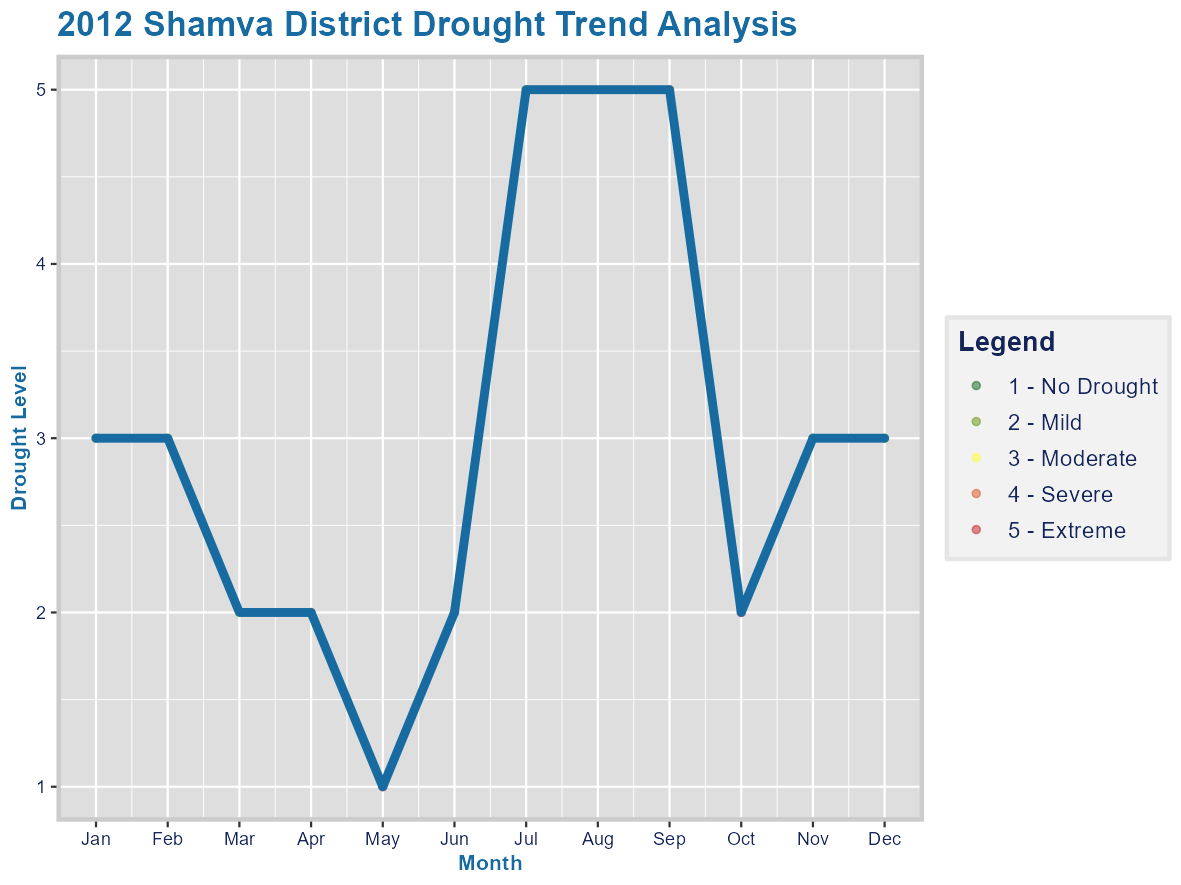 2012 Shamva District Drought Trend Analysis
5
4
3
2
1
Drought Level
Jan Feb Mar Apr May Jun Jul Aug Sep Oct Nov Dec
Month
Legend
1 - No Drought
2 - Mild
3 - Moderate
4 - Severe
5 - Extreme